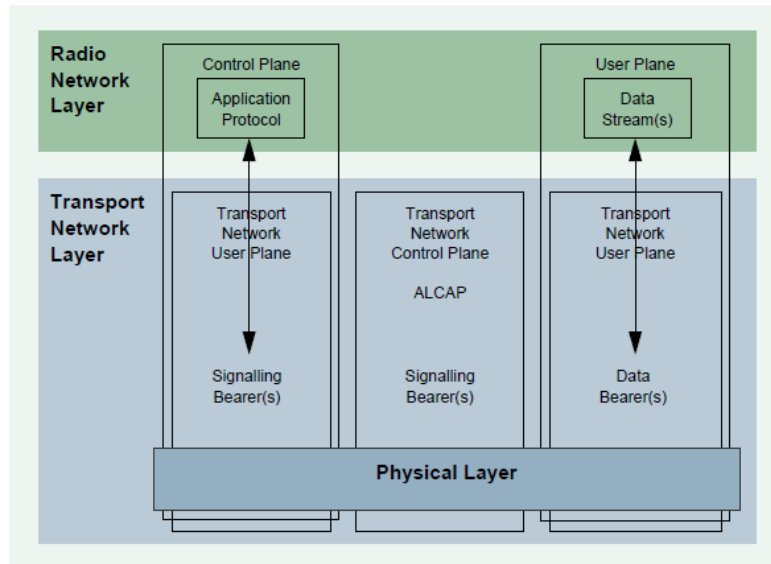 Radio
Network
Layer
Control Plane
Application
Protocol
User Plane
Data
Stream(s)
Transport
Network
Layer
Transport
Network
User Plane
Transport
Network
Control Plane
ALCAP
Transport
Network
User Plane
Signalling
Bearer(s)
Signalling
Bearer(s)
Data
Bearer(s)
Physical Layer